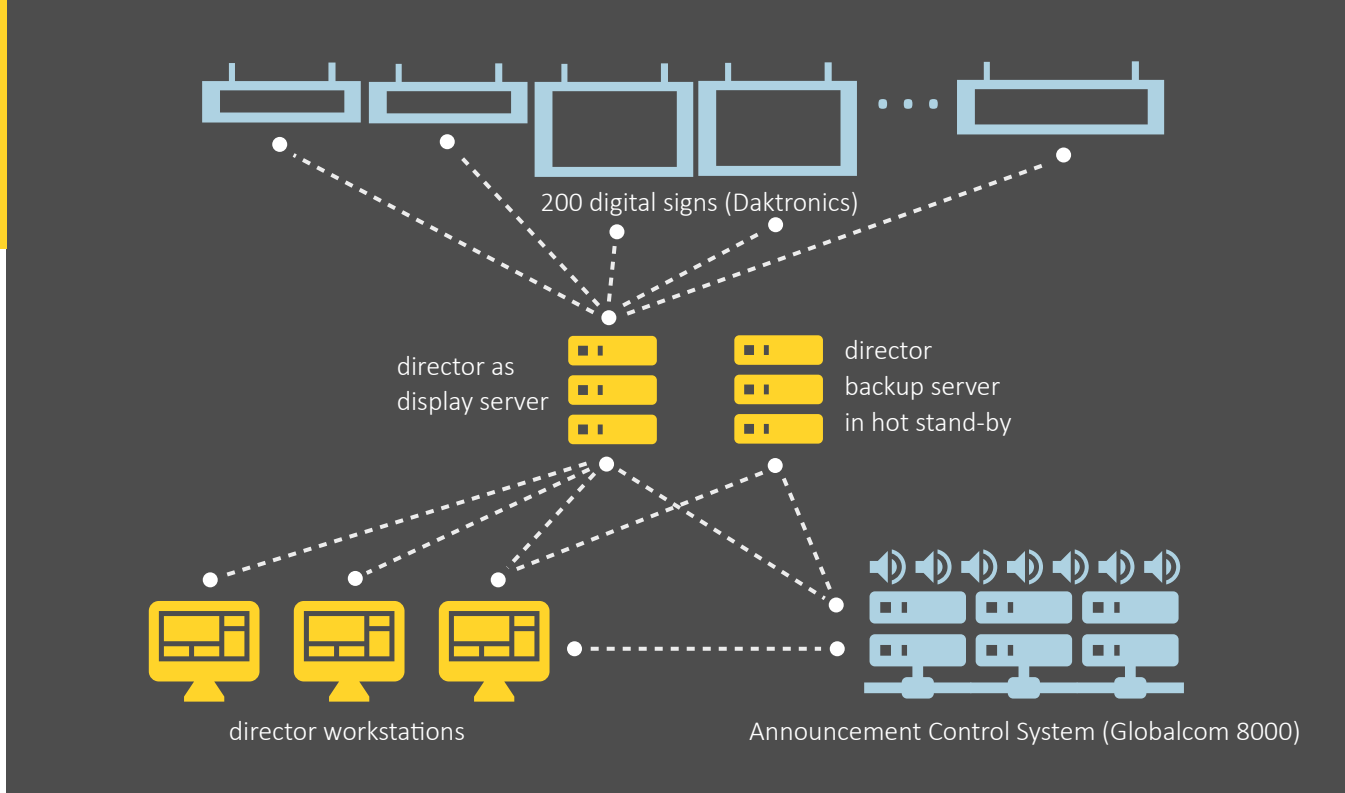 200 digital signs (Daktronics)
director as
display server
director
backup server
in hot stand-by
director workstations
Announcement Control System (Globalcom 8000)